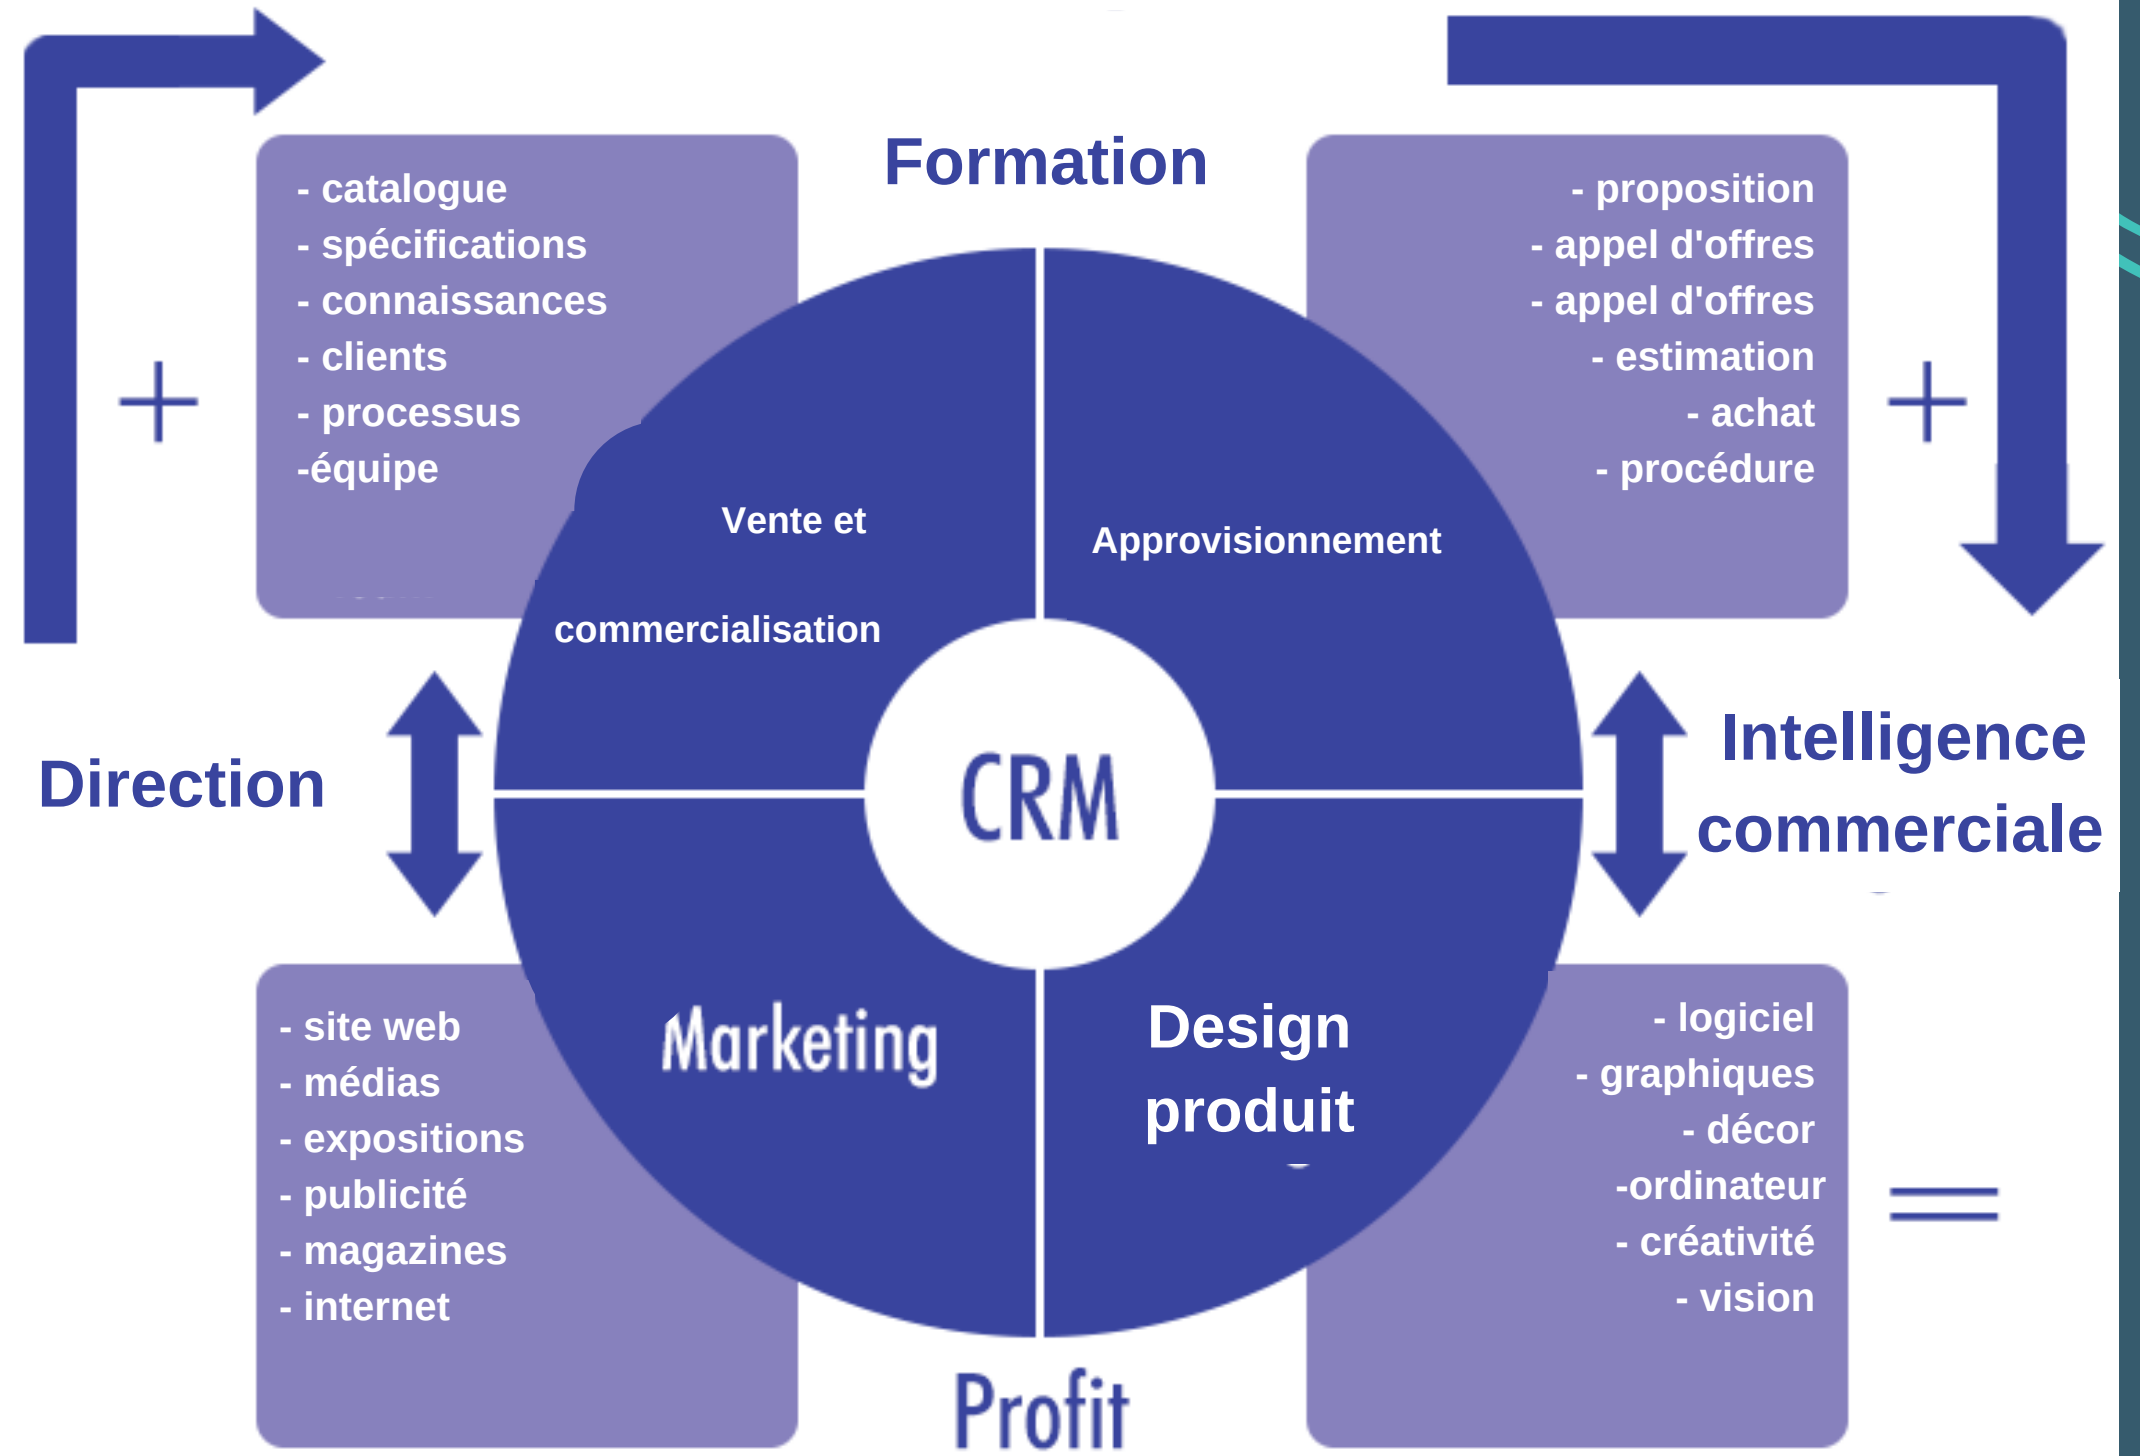 Formation
- catalogue
- spécifications
- connaissances
- clients
- processus
-équipe
- proposition
- appel d'offres
- appel d'offres
- estimation
- achat
- procédure
+
+
Vente et
commercialisation
Approvisionnement
Direction
CRM
Intelligence
commerciale
Marketing
Design
produit
- site web
- médias
- expositions
- publicité
- magazines
- internet
- logiciel
- graphiques
- décor
-ordinateur
- créativité
- vision
=
Profit